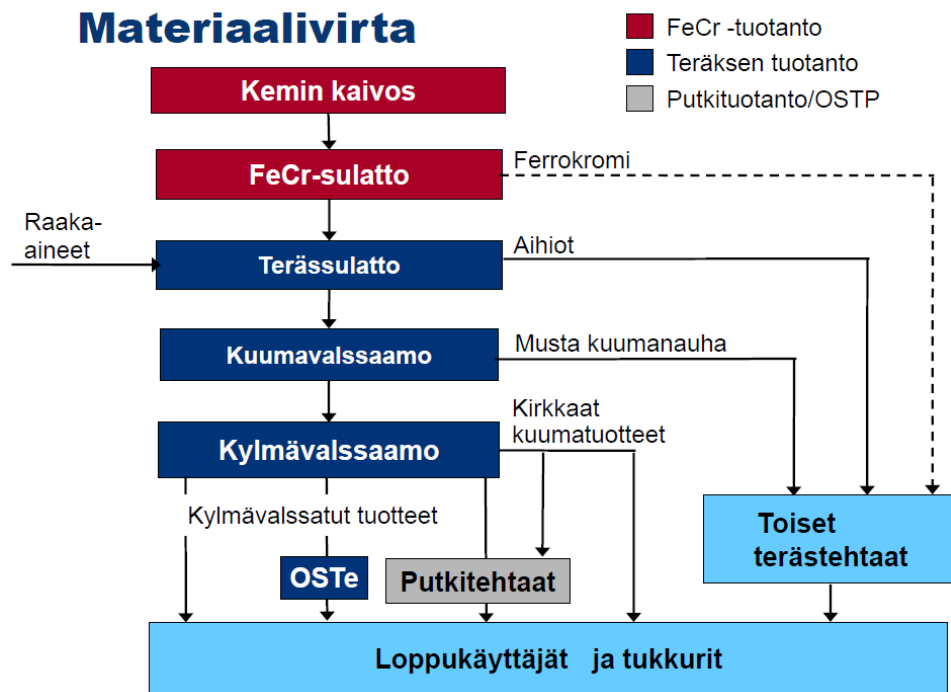 Materiaalivirta
FeCr -tuotanto
Teräksen tuotanto
Putkituotanto/OSTP
Kemin kaivos
FeCr-sulatto
Ferrokromi
Raaka-
aineet
Terässulatto
Aihiot
Kuumavalssaamo
Musta kuumanauha
Kylmävalssaamo
Kirkkaat
kuumatuotteet
Kylmävalssatut tuotteet
OSTe
Putkitehtaat
Toiset
terästehtaat
Loppukäyttäjät ja tukkurit